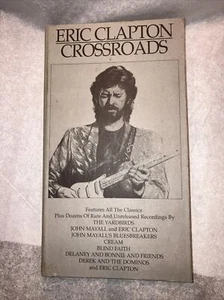 ERIC CLAPTON
CROSSROADS
Features All The Classics
Plus Dozens Of Rare And Unreleased Recordings By
THE YARDBIRDS
JOHN MAYALL and ERIC CLAPTON
JOHN MAYALL'S BLUESBREAKERS
CREAM
BLIND FAITH
DELANEY AND BONNIE AND FRIENDS
DEREK AND THE DOMINOS
and ERIC CLAPTON